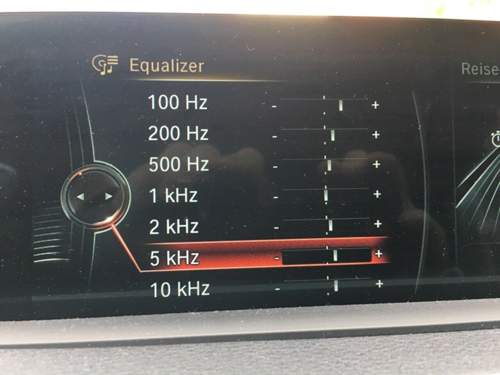 Equalizer
Reise
100 Hz - +
200 Hz - +
500 Hz - +
1 kHz - +
2 kHz - +
5 kHz - +
10 kHz - +